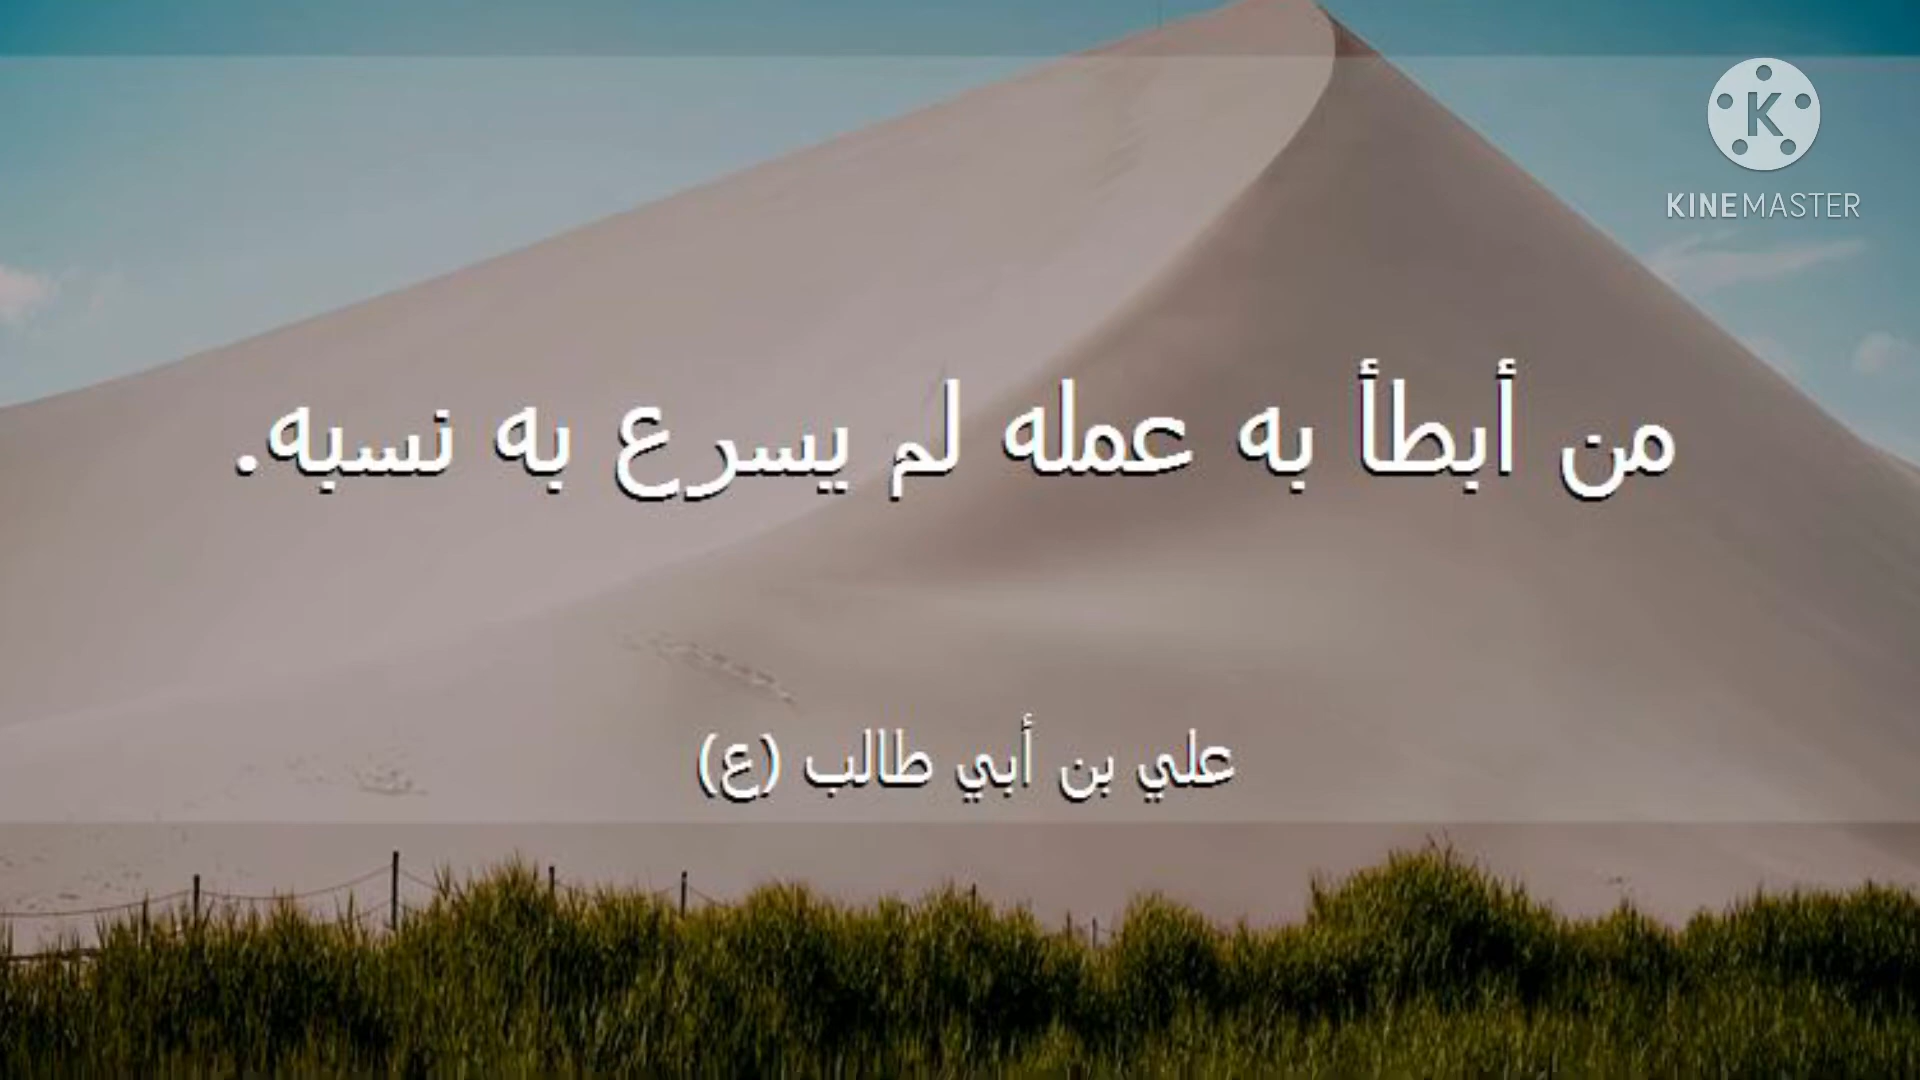 KINEMASTER
من أبطأ به عمله لم يسرع به نسبه.
علي بن أبي طالب (ع)